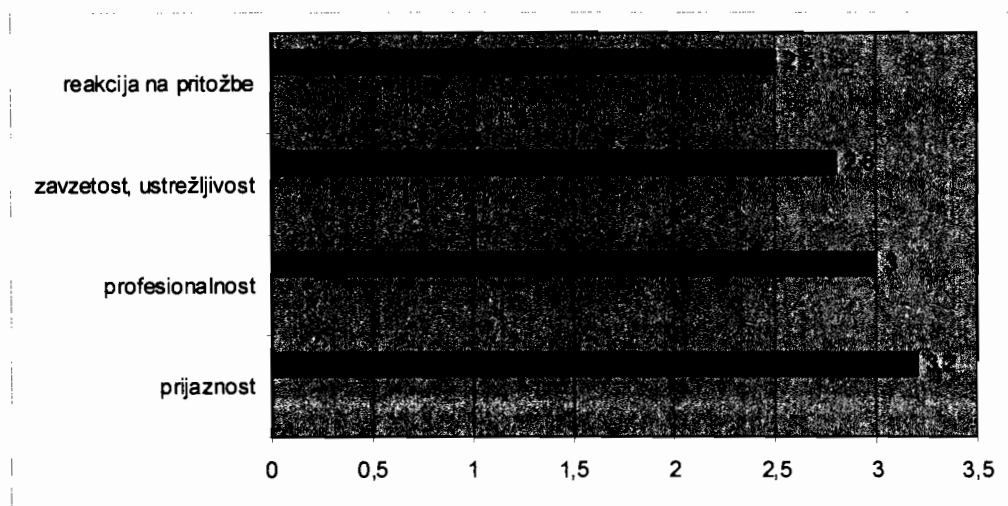 reakcija na pritožbe
zavzetost, ustrežljivost
profesionalnost
prijaznost
0 0,5 1 1,5 2 2,5 3 3,5